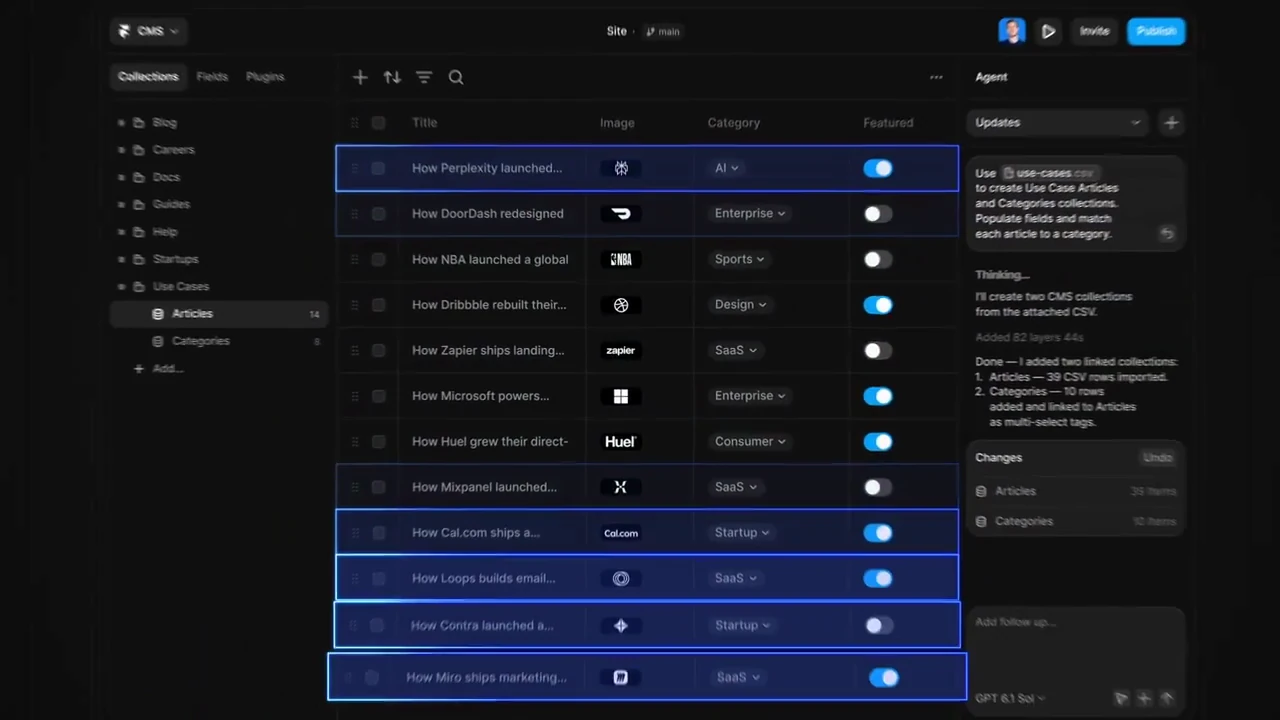 CMS
Site · main
Invite
Publish
Collections Fields Plugins
Blog
Careers
Docs
Guides
Help
Startups
Use Cases
Articles 14
Categories 8
Add...
Title Image Category Featured
How Perplexity launched... AI
How DoorDash redesigned Enterprise
How NBA launched a global NBA Sports
How Dribbble rebuilt their... Design
How Zapier ships landing... zapier SaaS
How Microsoft powers... Enterprise
How Huel grew their direct- Huel Consumer
How Mixpanel launched... SaaS
How Cal.com ships a... Cal.com Startup
How Loops builds email... SaaS
How Contra launched a... Startup
How Miro ships marketing... SaaS
Agent
Updates
Use use-cases.csv
to create Use Case Articles
and Categories collections.
Populate fields and match
each article to a category.
Thinking...
I'll create two CMS collections
from the attached CSV.
Added 82 layers 44s
Done — I added two linked collections:
1. Articles — 39 CSV rows imported.
2. Categories — 10 rows
added and linked to Articles
as multi-select tags.
Changes Undo
Articles 39 items
Categories 10 items
Add follow up...
GPT 6.1 Sol